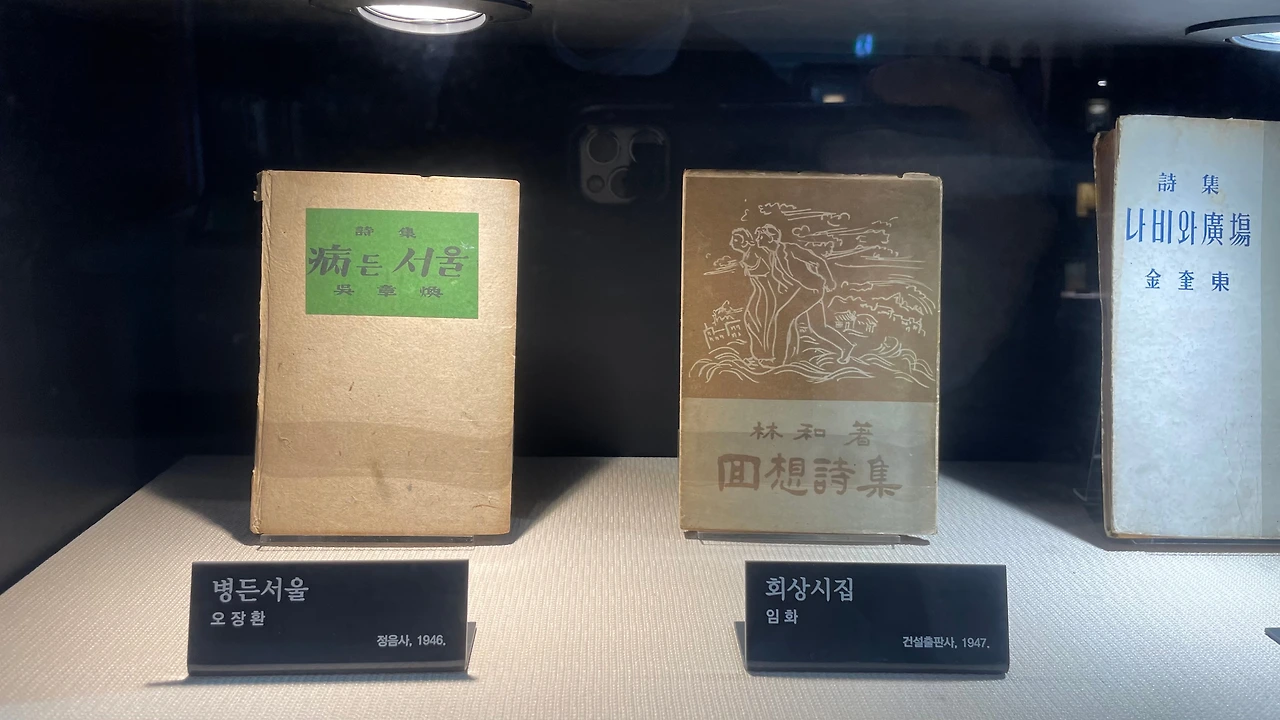 詩集
病든서울
吳章煥
林和著
回想詩集
詩集
나비와廣場
金奎東
병든서울
오장환
정음사, 1946.
회상시집
임화
건설출판사, 1947.